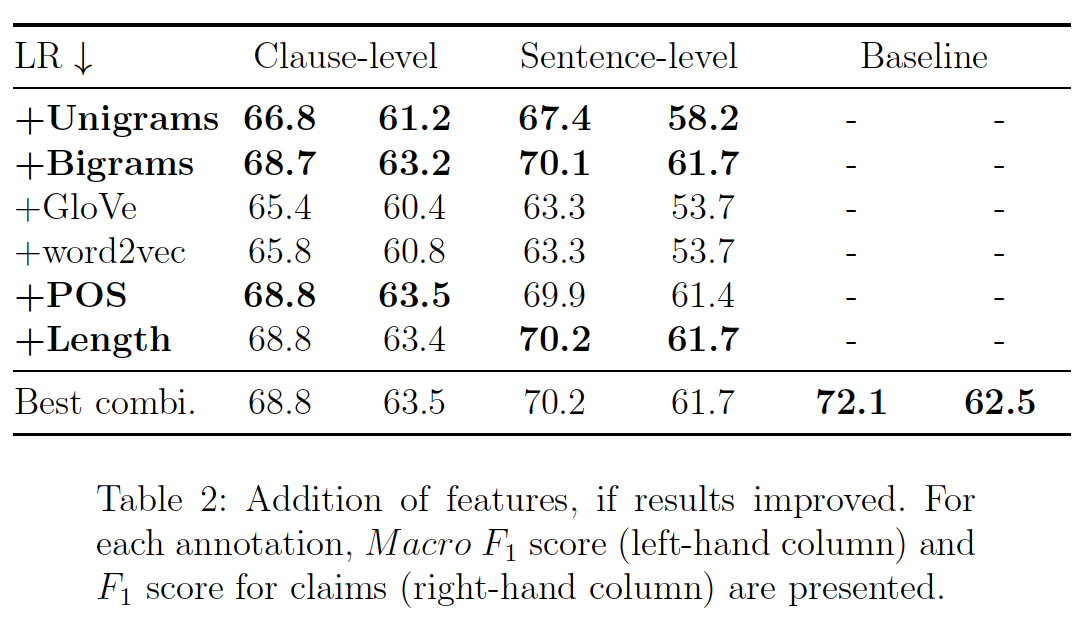 LR ↓ Clause-level Sentence-level Baseline
+Unigrams 66.8 61.2 67.4 58.2 - -
+Bigrams 68.7 63.2 70.1 61.7 - -
+GloVe 65.4 60.4 63.3 53.7 - -
+word2vec 65.8 60.8 63.3 53.7 - -
+POS 68.8 63.5 69.9 61.4 - -
+Length 68.8 63.4 70.2 61.7 - -
Best combi. 68.8 63.5 70.2 61.7 72.1 62.5
Table 2: Addition of features, if results improved. For
each annotation, Macro F1 score (left-hand column) and
F1 score for claims (right-hand column) are presented.